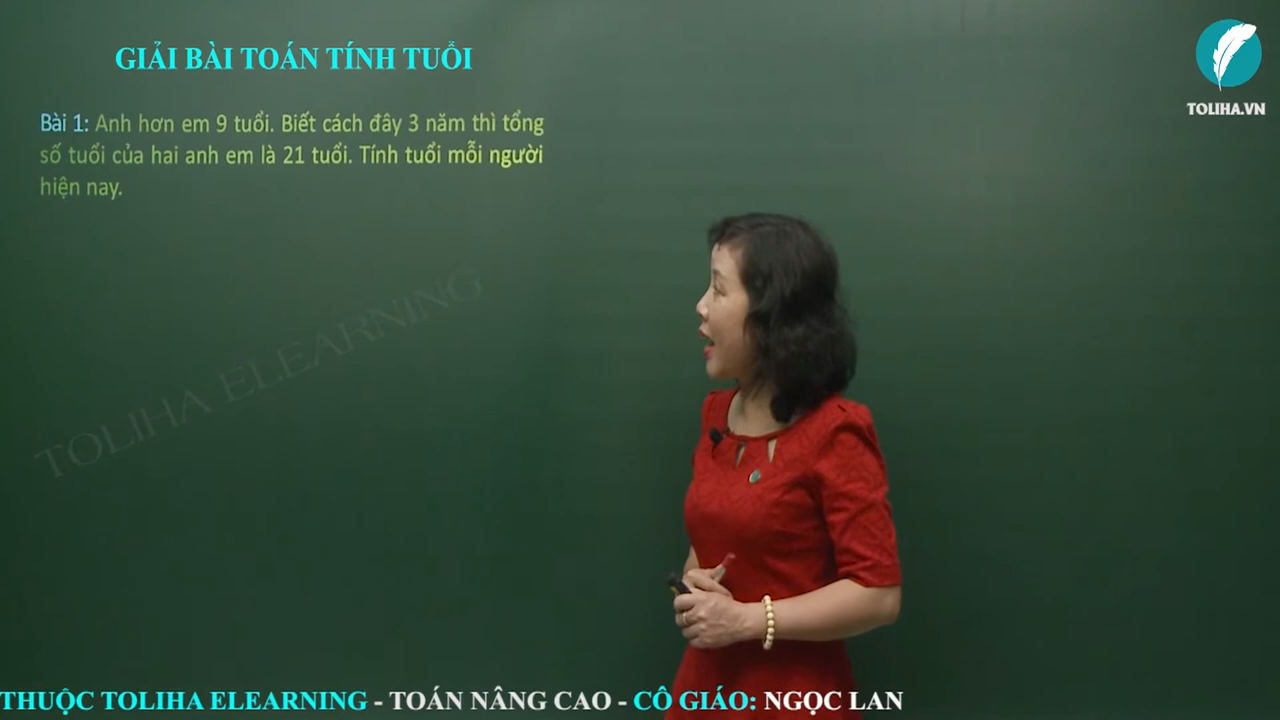 GIẢI BÀI TOÁN TÍNH TUỔI
TOLIHA.VN
Bài 1: Anh hơn em 9 tuổi. Biết cách đây 3 năm thì tổng
số tuổi của hai anh em là 21 tuổi. Tính tuổi mỗi người
hiện nay.
TOLIHA ELEARNING
THUỘC TOLIHA ELEARNING - TOÁN NÂNG CAO - CÔ GIÁO: NGỌC LAN